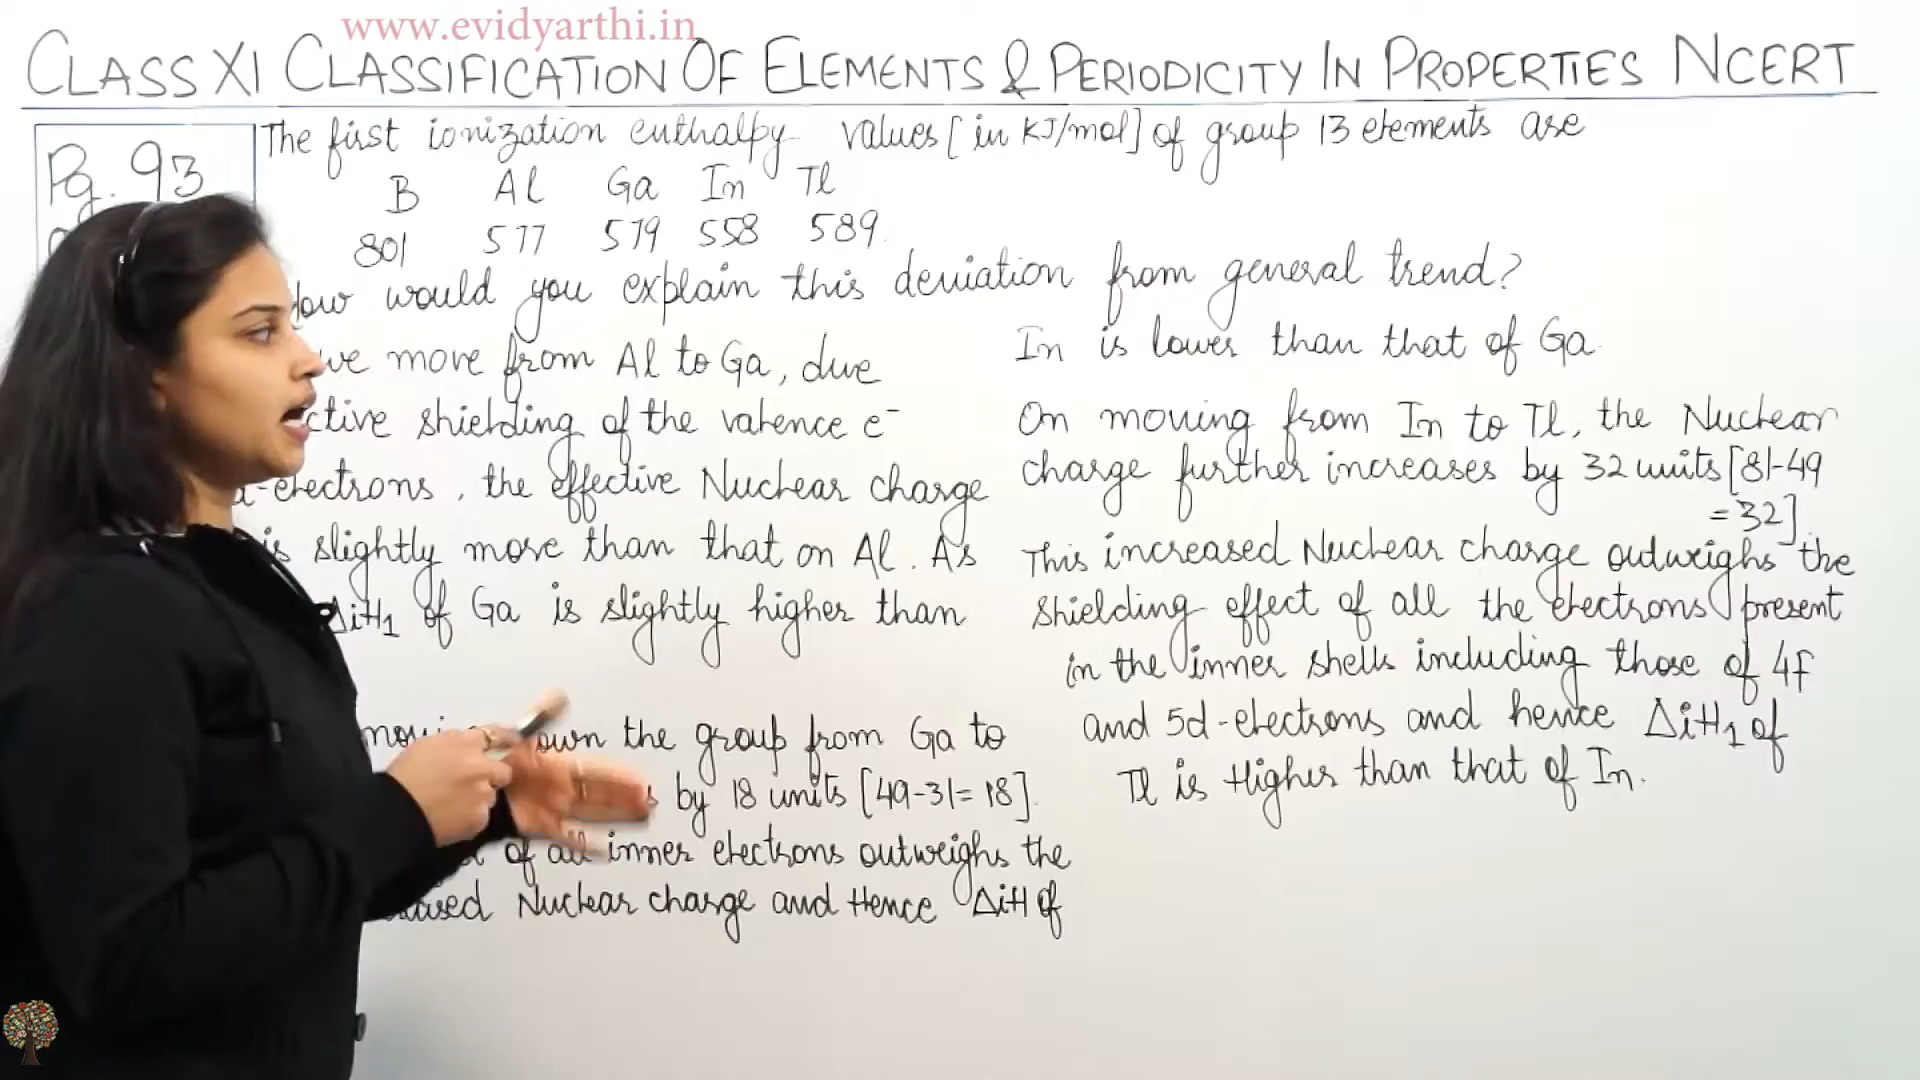 www.evidyarthi.in
CLASS XI CLASSIFICATION OF ELEMENTS & PERIODICITY IN PROPERTIES NCERT
Pg. 93
The first ionization enthalpy values [in KJ/mol] of group 13 elements are
B Al Ga In Tl
801 577 579 558 589
would you explain this deviation from general trend?
we move from Al to Ga, due
shielding of the valence e⁻
-electrons, the effective Nuclear charge
is slightly more than that on Al. As
ΔiH1 of Ga is slightly higher than
down the group from Ga to
by 18 units [49-31=18].
of all inner electrons outweighs the
Nuclear charge and Hence ΔiH of
In is lower than that of Ga.
On moving from In to Tl, the Nuclear
charge further increases by 32 units [81-49
=32].
This increased Nuclear charge outweighs the
shielding effect of all the electrons present
in the inner shells including those of 4f
and 5d-electrons and hence ΔiH1 of
Tl is Higher than that of In.